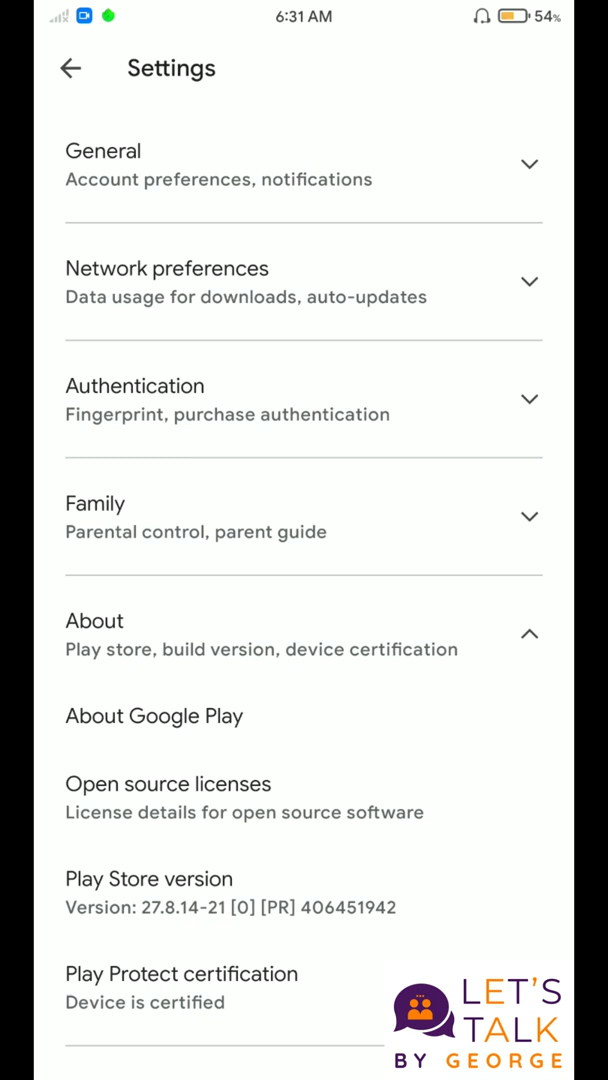 6:31 AM
54%
Settings
General
Account preferences, notifications
Network preferences
Data usage for downloads, auto-updates
Authentication
Fingerprint, purchase authentication
Family
Parental control, parent guide
About
Play store, build version, device certification
About Google Play
Open source licenses
License details for open source software
Play Store version
Version: 27.8.14-21 [0] [PR] 406451942
Play Protect certification
Device is certified
LET'S
TALK
BY GEORGE